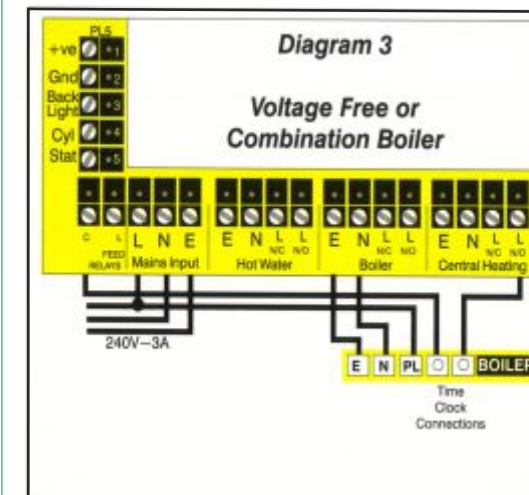 PL5
Diagram 3
+ve 1
Gnd 2
Back Light 3
Cyl 4
Stat 5
Voltage Free or
Combination Boiler
C L L N E E N L L E N L L E N L L
N/C N/O N/C N/O N/C N/O
FEED
RELAYS Mains Input Hot Water Boiler Central Heating
240V—3A
E N PL BOILER
Time
Clock
Connections